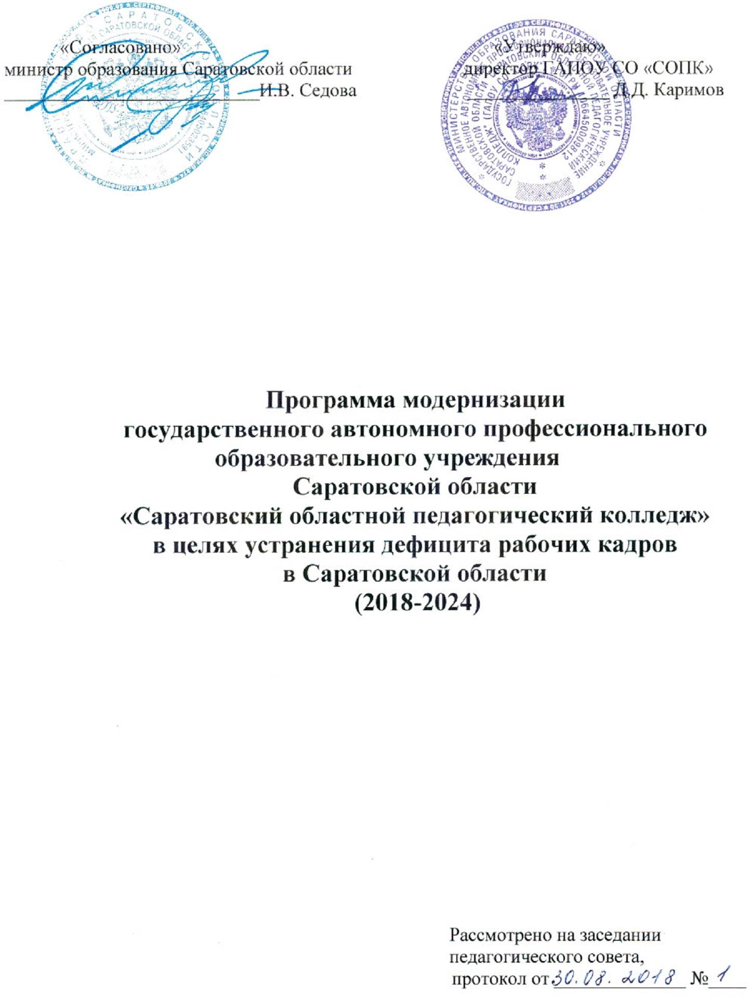 «Согласовано»
министр образования Саратовской области
И.В. Седова
«Утверждаю»
директор ГАПОУ СО «СОПК»
Д.Д. Каримов
Программа модернизации
государственного автономного профессионального
образовательного учреждения
Саратовской области
«Саратовский областной педагогический колледж»
в целях устранения дефицита рабочих кадров
в Саратовской области
(2018-2024)
Рассмотрено на заседании
педагогического совета,
протокол от 30.08.2018 № 1